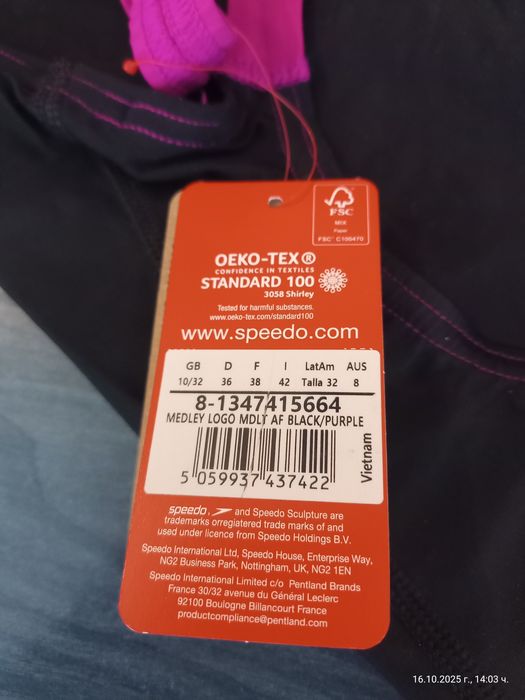 FSC
MIX
Paper
FSC® C106470
OEKO-TEX®
CONFIDENCE IN TEXTILES
STANDARD 100
3058 Shirley
Tested for harmful substances.
www.oeko-tex.com/standard100
www.speedo.com
GB D F I LatAm AUS
10/32 36 38 42 Talla 32 8
8-1347415664
MEDLEY LOGO MDLT AF BLACK/PURPLE
Vietnam
5 059937 437422
speedo and Speedo Sculpture are
trademarks orregiatered trade marks of and
used under licence from Speedo Holdings B.V.
Speedo International Ltd, Speedo House, Enterprise Way,
NG2 Business Park, Nottingham, UK, NG2 1EN
Speedo International Limited c/o Pentland Brands
France 30/32 avenue du Général Leclerc
92100 Boulogne Billancourt France
productcompliance@pentland.com
16.10.2025 г., 14:03 ч.